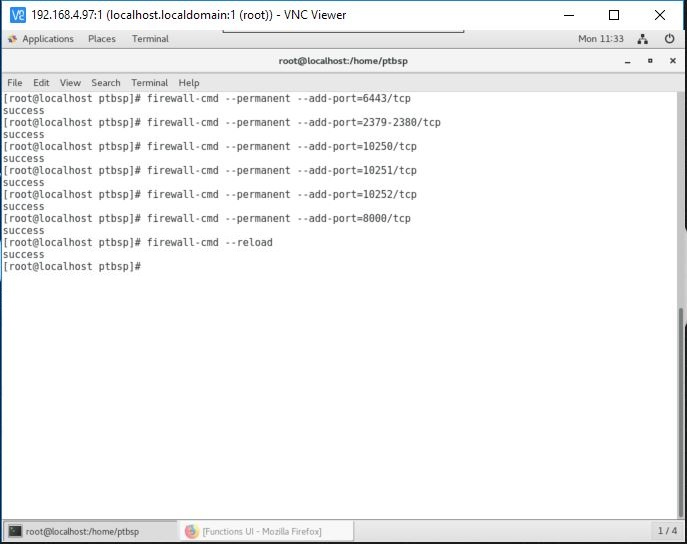 192.168.4.97:1 (localhost.localdomain:1 (root)) - VNC Viewer
Applications Places Terminal Mon 11:33
root@localhost:/home/ptbsp
File Edit View Search Terminal Help
[root@localhost ptbsp]# firewall-cmd --permanent --add-port=6443/tcp
success
[root@localhost ptbsp]# firewall-cmd --permanent --add-port=2379-2380/tcp
success
[root@localhost ptbsp]# firewall-cmd --permanent --add-port=10250/tcp
success
[root@localhost ptbsp]# firewall-cmd --permanent --add-port=10251/tcp
success
[root@localhost ptbsp]# firewall-cmd --permanent --add-port=10252/tcp
success
[root@localhost ptbsp]# firewall-cmd --permanent --add-port=8000/tcp
success
[root@localhost ptbsp]# firewall-cmd --reload
success
[root@localhost ptbsp]#
root@localhost:/home/ptbsp [Functions UI - Mozilla Firefox] 1 / 4